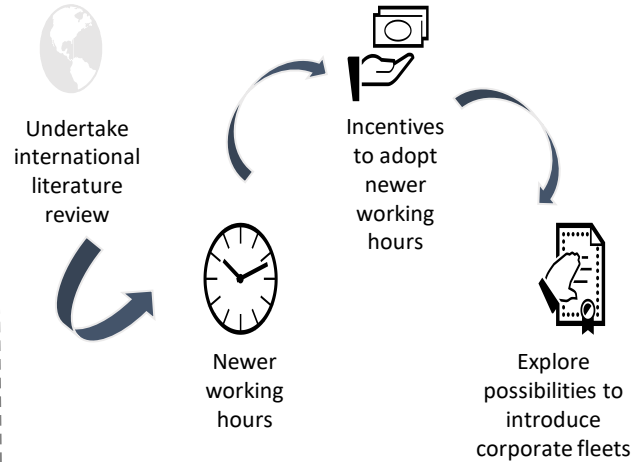 Undertake
international
literature
review
Newer
working
hours
Incentives
to adopt
newer
working
hours
Explore
possibilities to
introduce
corporate fleets